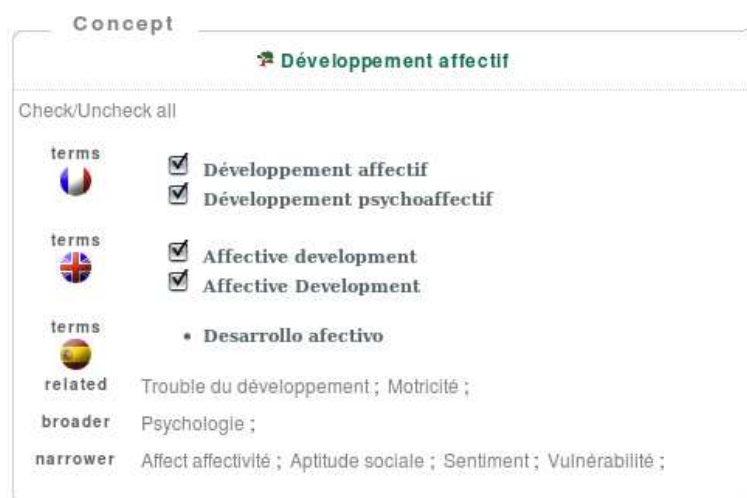 Concept
Développement affectif
Check/Uncheck all
terms
Développement affectif
Développement psychoaffectif
terms
Affective development
Affective Development
terms
• Desarrollo afectivo
related Trouble du développement ; Motricité ;
broader Psychologie ;
narrower Affect affectivité ; Aptitude sociale ; Sentiment ; Vulnérabilité ;